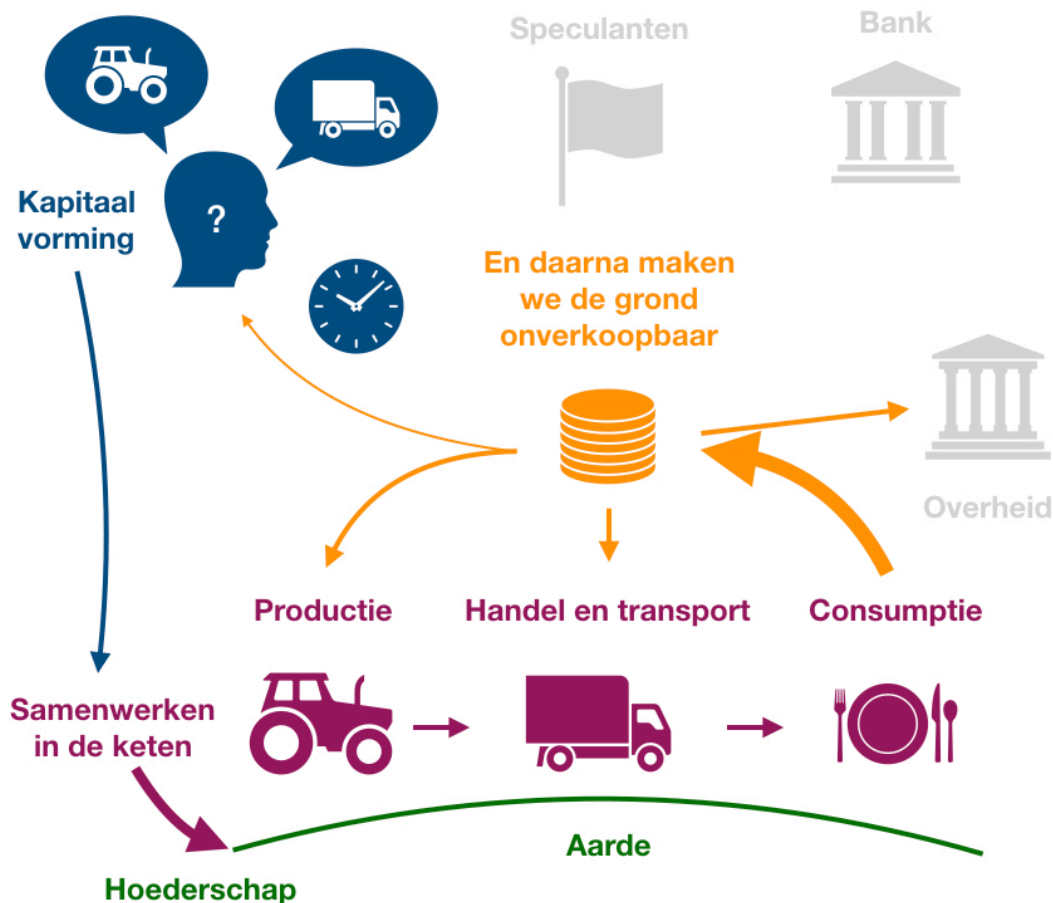 Speculanten
Bank
Kapitaal
vorming
?
En daarna maken
we de grond
onverkoopbaar
Overheid
Productie
Handel en transport
Consumptie
Samenwerken
in de keten
Aarde
Hoederschap